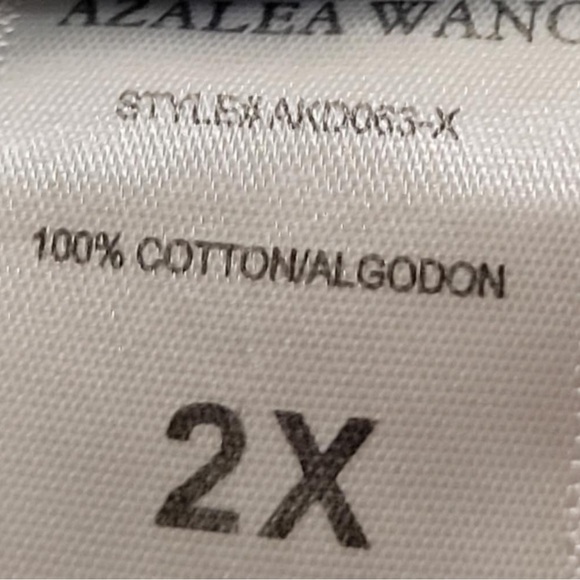 AZALEA WANG
STYLE#AKD063-X
100% COTTON/ALGODON
2X